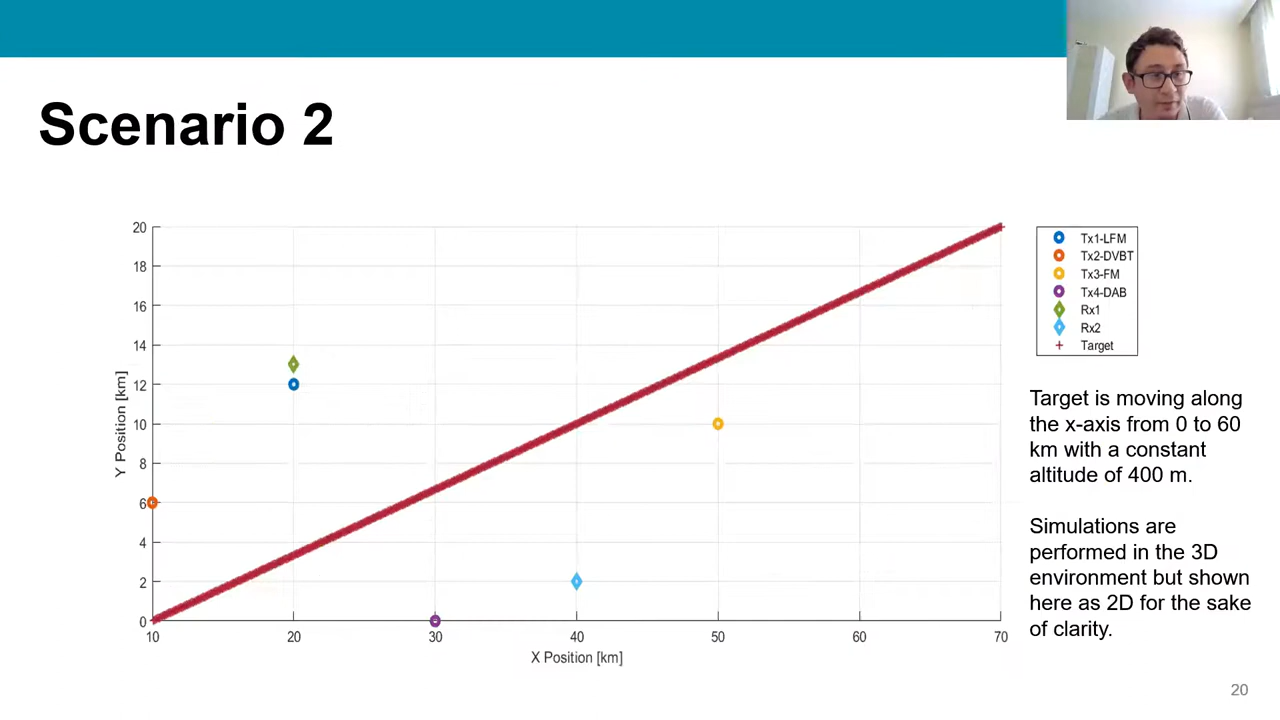 Scenario 2
20
18
16
14
12
10
8
6
4
2
0
Y Position [km]
10 20 30 40 50 60 70
X Position [km]
Tx1-LFM
Tx2-DVBT
Tx3-FM
Tx4-DAB
Rx1
Rx2
Target
Target is moving along
the x-axis from 0 to 60
km with a constant
altitude of 400 m.
Simulations are
performed in the 3D
environment but shown
here as 2D for the sake
of clarity.
20